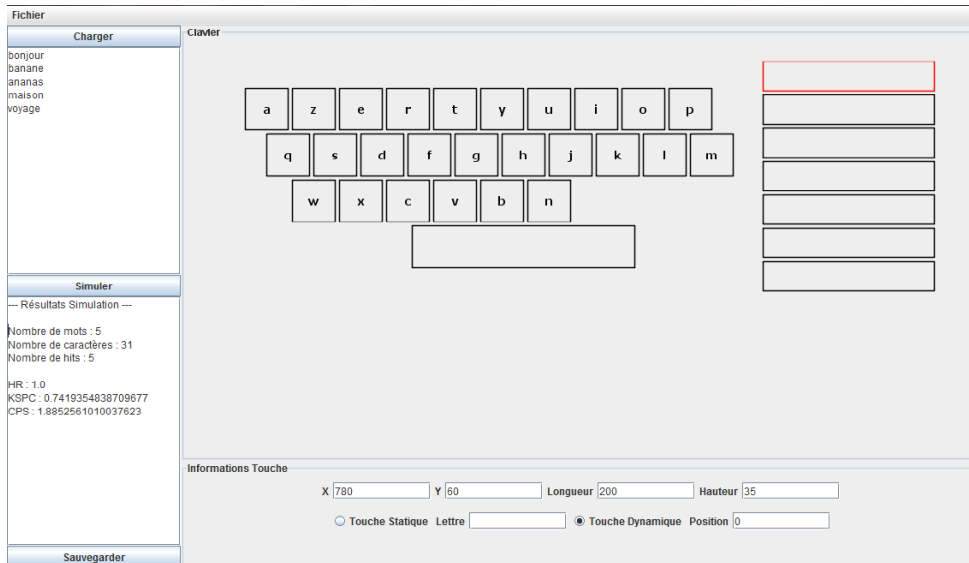 Fichier
Charger
bonjour
banane
ananas
maison
voyage
Simuler
--- Résultats Simulation ---
Nombre de mots : 5
Nombre de caractères : 31
Nombre de hits : 5
HR : 1.0
KSPC : 0.7419354838709677
CPS : 1.8852561010037623
Sauvegarder
Clavier
a z e r t y u i o p
q s d f g h j k l m
w x c v b n
Informations Touche
X 780 Y 60 Longueur 200 Hauteur 35
Touche Statique Lettre Touche Dynamique Position 0